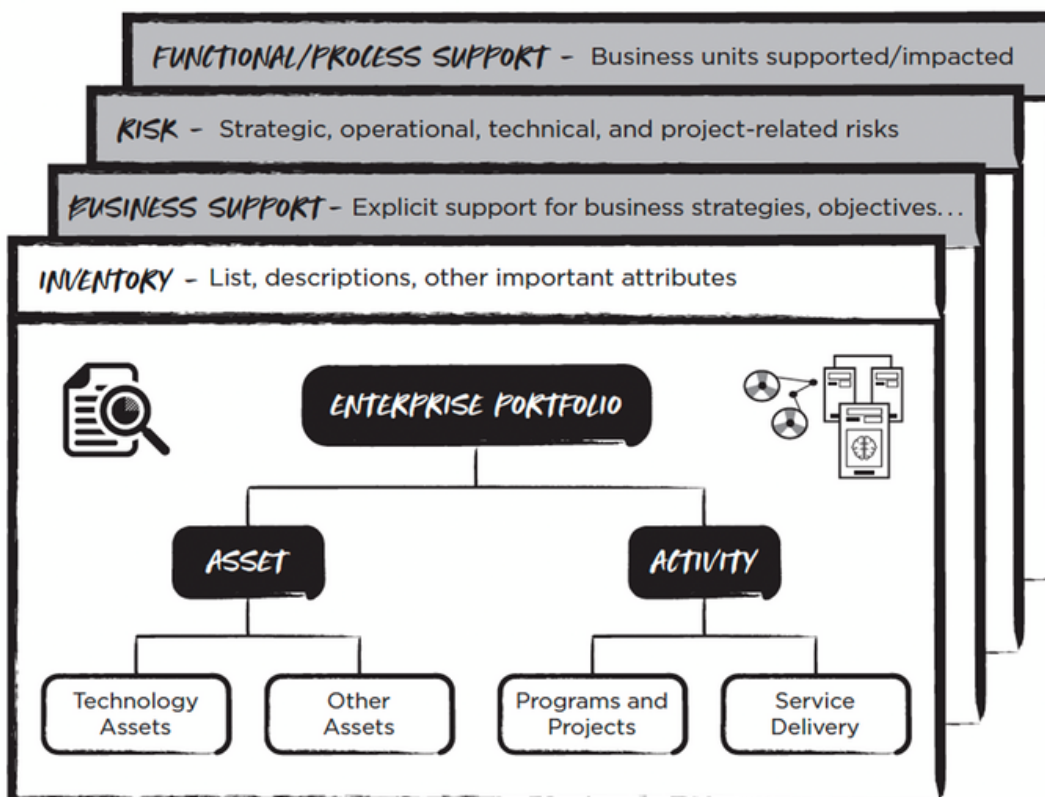 FUNCTIONAL/PROCESS SUPPORT - Business units supported/impacted
RISK - Strategic, operational, technical, and project-related risks
BUSINESS SUPPORT - Explicit support for business strategies, objectives...
INVENTORY - List, descriptions, other important attributes
ENTERPRISE PORTFOLIO
ASSET
ACTIVITY
Technology
Assets
Other
Assets
Programs and
Projects
Service
Delivery